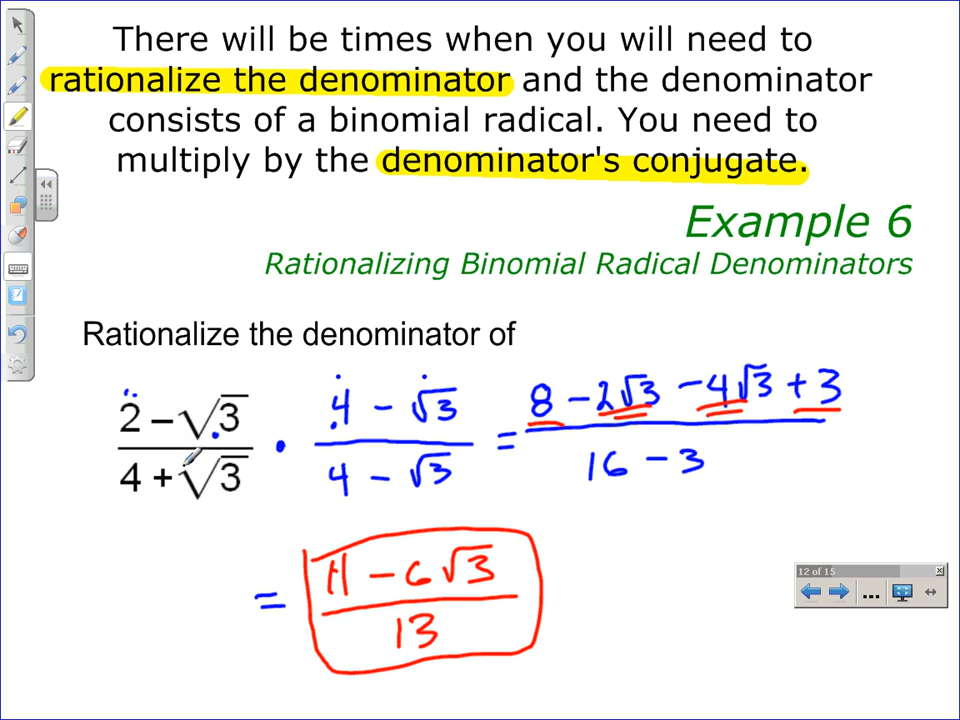 There will be times when you will need to
rationalize the denominator and the denominator
consists of a binomial radical. You need to
multiply by the denominator's conjugate.
Example 6
Rationalizing Binomial Radical Denominators
Rationalize the denominator of
2 − √3 / 4 + √3 · 4 − √3 / 4 − √3 = 8 − 2√3 − 4√3 + 3 / 16 − 3
= 11 − 6√3 / 13
12 of 15